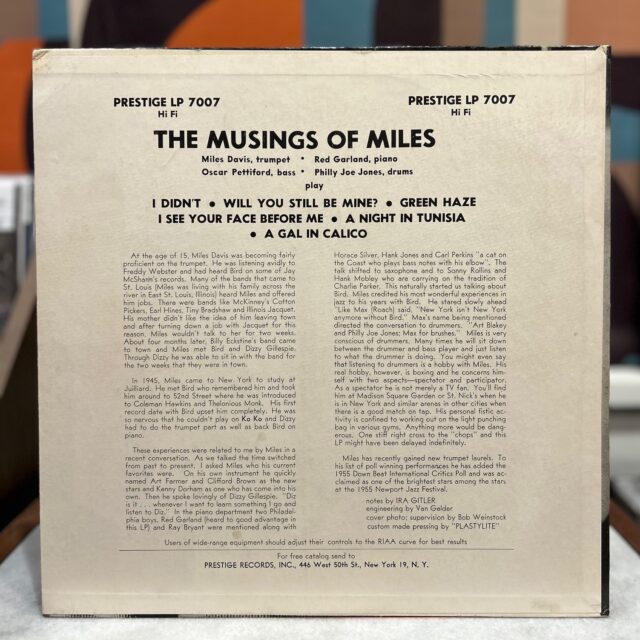 PRESTIGE LP 7007
Hi Fi
PRESTIGE LP 7007
Hi Fi
THE MUSINGS OF MILES
Miles Davis, trumpet * Red Garland, piano
Oscar Pettiford, bass * Philly Joe Jones, drums
play
I DIDN'T ● WILL YOU STILL BE MINE? ● GREEN HAZE
I SEE YOUR FACE BEFORE ME ● A NIGHT IN TUNISIA
● A GAL IN CALICO
At the age of 15, Miles Davis was becoming fairly
proficient on the trumpet. He was listening avidly to
Freddy Webster and had heard Bird on some of Jay
McShann's records. Many of the bands that came to
St. Louis (Miles was living with his family across the
river in East St. Louis, Illinois) heard Miles and offered
him jobs. There were bands like McKinney's Cotton
Pickers, Earl Hines, Tiny Bradshaw and Illinois Jacquet.
His mother didn't like the idea of him leaving town
and after turning down a job with Jacquet for this
reason, Miles wouldn't talk to her for two weeks.
About four months later, Billy Eckstine's band came
to town and Miles met Bird and Dizzy Gillespie.
Through Dizzy he was able to sit in with the band for
the two weeks that they were in town.
In 1945, Miles came to New York to study at
Juilliard. He met Bird who remembered him and took
him around to 52nd Street where he was introduced
to Coleman Hawkins and Thelonious Monk. His first
record date with Bird upset him completely. He was
so nervous that he couldn't play on Ko Ko and Dizzy
had to do the trumpet part as well as back Bird on
piano.
These experiences were related to me by Miles in a
recent conversation. As we talked the time switched
from past to present. I asked Miles who his current
favorites were. On his own instrument he quickly
named Art Farmer and Clifford Brown as the new
stars and Kenny Dorham as one who has come into his
own. Then he spoke lovingly of Dizzy Gillespie. "Diz
is it . . . whenever I want to learn something I go and
listen to Diz." In the piano department two Philadel-
phia boys, Red Garland (heard to good advantage in
this LP) and Ray Bryant were mentioned along with
Horace Silver, Hank Jones and Carl Perkins "a cat on
the Coast who plays bass notes with his elbow". The
talk shifted to saxophone and to Sonny Rollins and
Hank Mobley who are carrying on the tradition of
Charlie Parker. This naturally started us talking about
Bird. Miles credited his most wonderful experiences in
jazz to his years with Bird. He stared slowly ahead
"Like Max (Roach) said, "New York isn't New York
anymore without Bird." Max's name being mentioned
directed the conversation to drummers. "Art Blakey
and Philly Joe Jones; Max for brushes." Miles is very
conscious of drummers. Many times he will sit down
between the drummer and bass player and just listen
to what the drummer is doing. You might even say
that listening to drummers is a hobby with Miles. His
real hobby, however, is boxing and he concerns him-
self with two aspects—spectator and participator.
As a spectator he is not merely a TV fan. You'll find
him at Madison Square Garden or St. Nick's when he
is in New York and similar arenas in other cities when
there is a good match on tap. His personal fistic ac-
tivity is confined to working out on the light punching
bag in various gyms. Anything more would be dang-
erous. One stiff right cross to the "chops" and this
LP might have been delayed indefinitely.
Miles has recently gained new trumpet laurels. To
his list of poll winning performances he has added the
1955 Down Beat International Critics Poll and was ac-
claimed as one of the brightest stars among the stars
at the 1955 Newport Jazz Festival.
notes by IRA GITLER
engineering by Van Gelder
cover photo; supervision by Bob Weinstock
custom made pressing by "PLASTYLITE"
Users of wide-range equipment should adjust their controls to the RIAA curve for best results
For free catalog send to
PRESTIGE RECORDS, INC., 446 West 50th St., New York 19, N. Y.